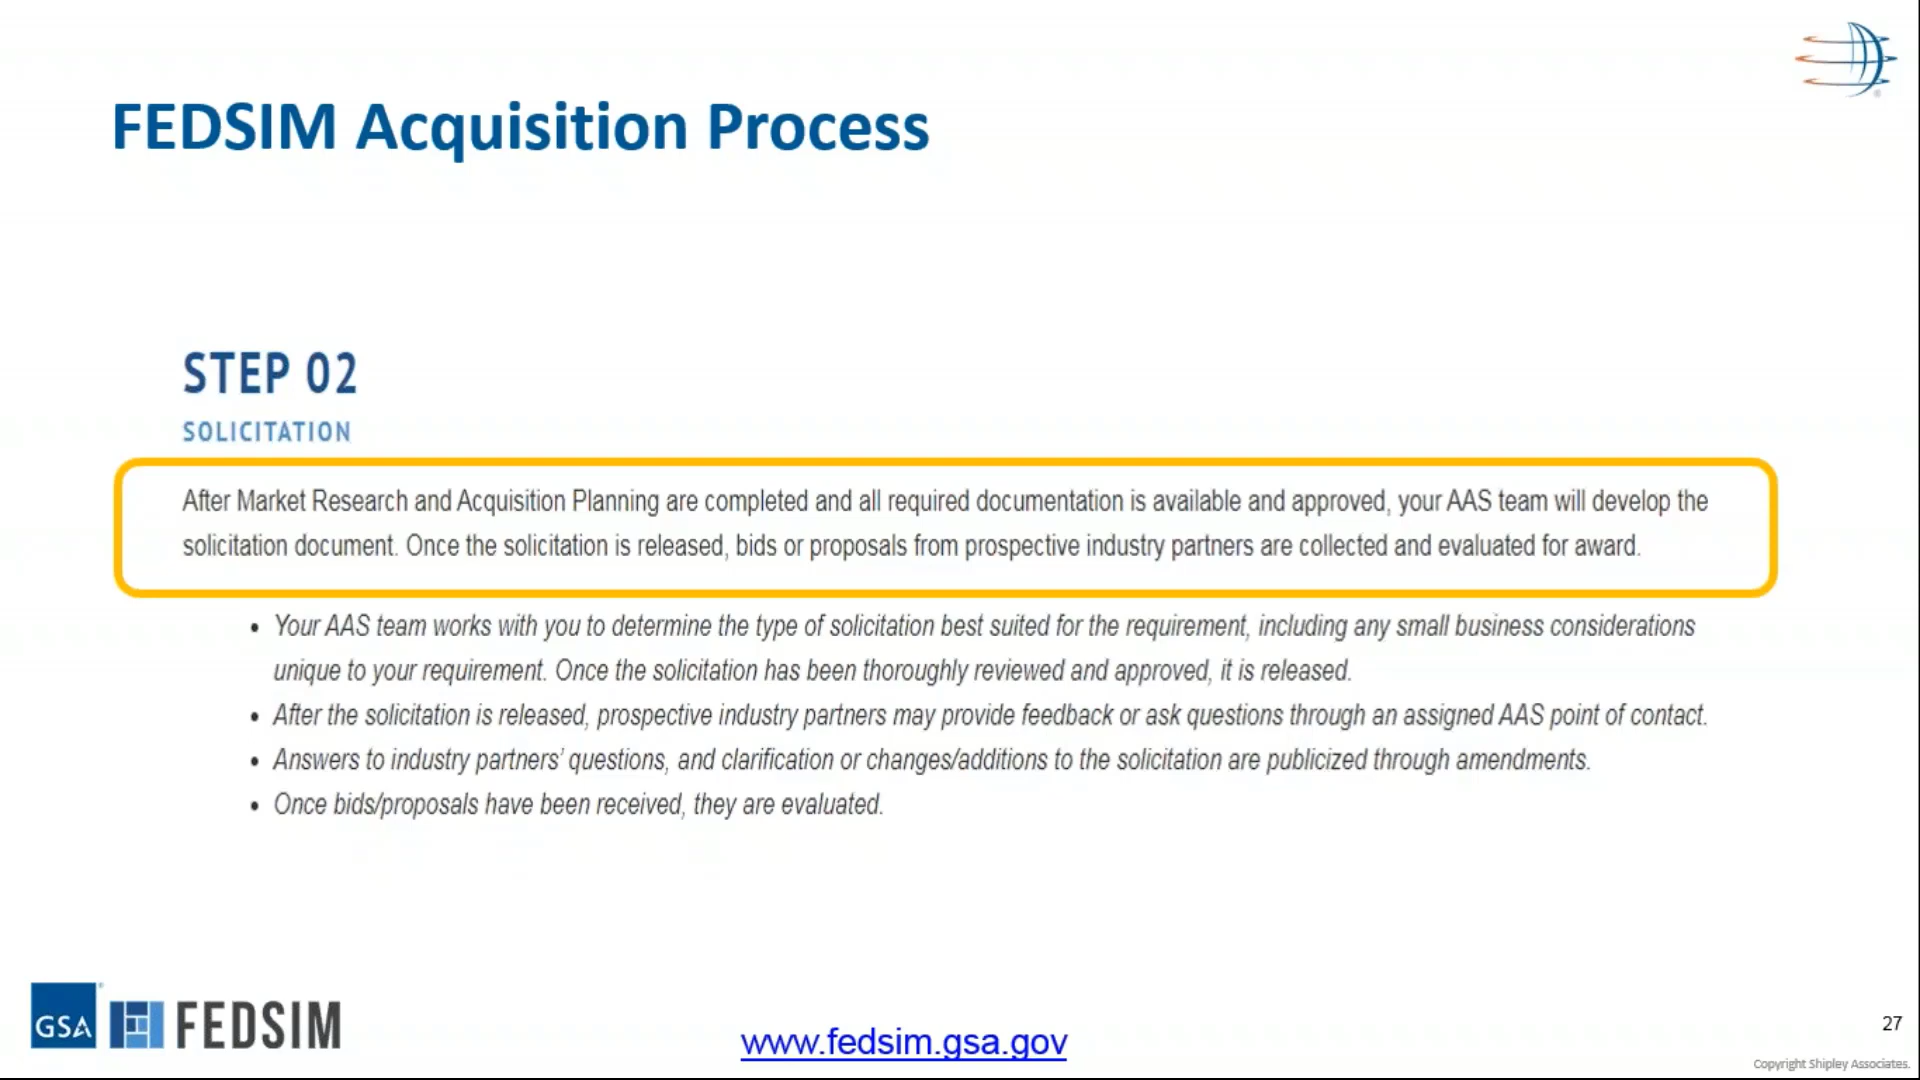 FEDSIM Acquisition Process
STEP 02
SOLICITATION
After Market Research and Acquisition Planning are completed and all required documentation is available and approved, your AAS team will develop the
solicitation document. Once the solicitation is released, bids or proposals from prospective industry partners are collected and evaluated for award.
• Your AAS team works with you to determine the type of solicitation best suited for the requirement, including any small business considerations
unique to your requirement. Once the solicitation has been thoroughly reviewed and approved, it is released.
• After the solicitation is released, prospective industry partners may provide feedback or ask questions through an assigned AAS point of contact.
• Answers to industry partners’ questions, and clarification or changes/additions to the solicitation are publicized through amendments.
• Once bids/proposals have been received, they are evaluated.
GSA FEDSIM
www.fedsim.gsa.gov
27
Copyright Shipley Associates.